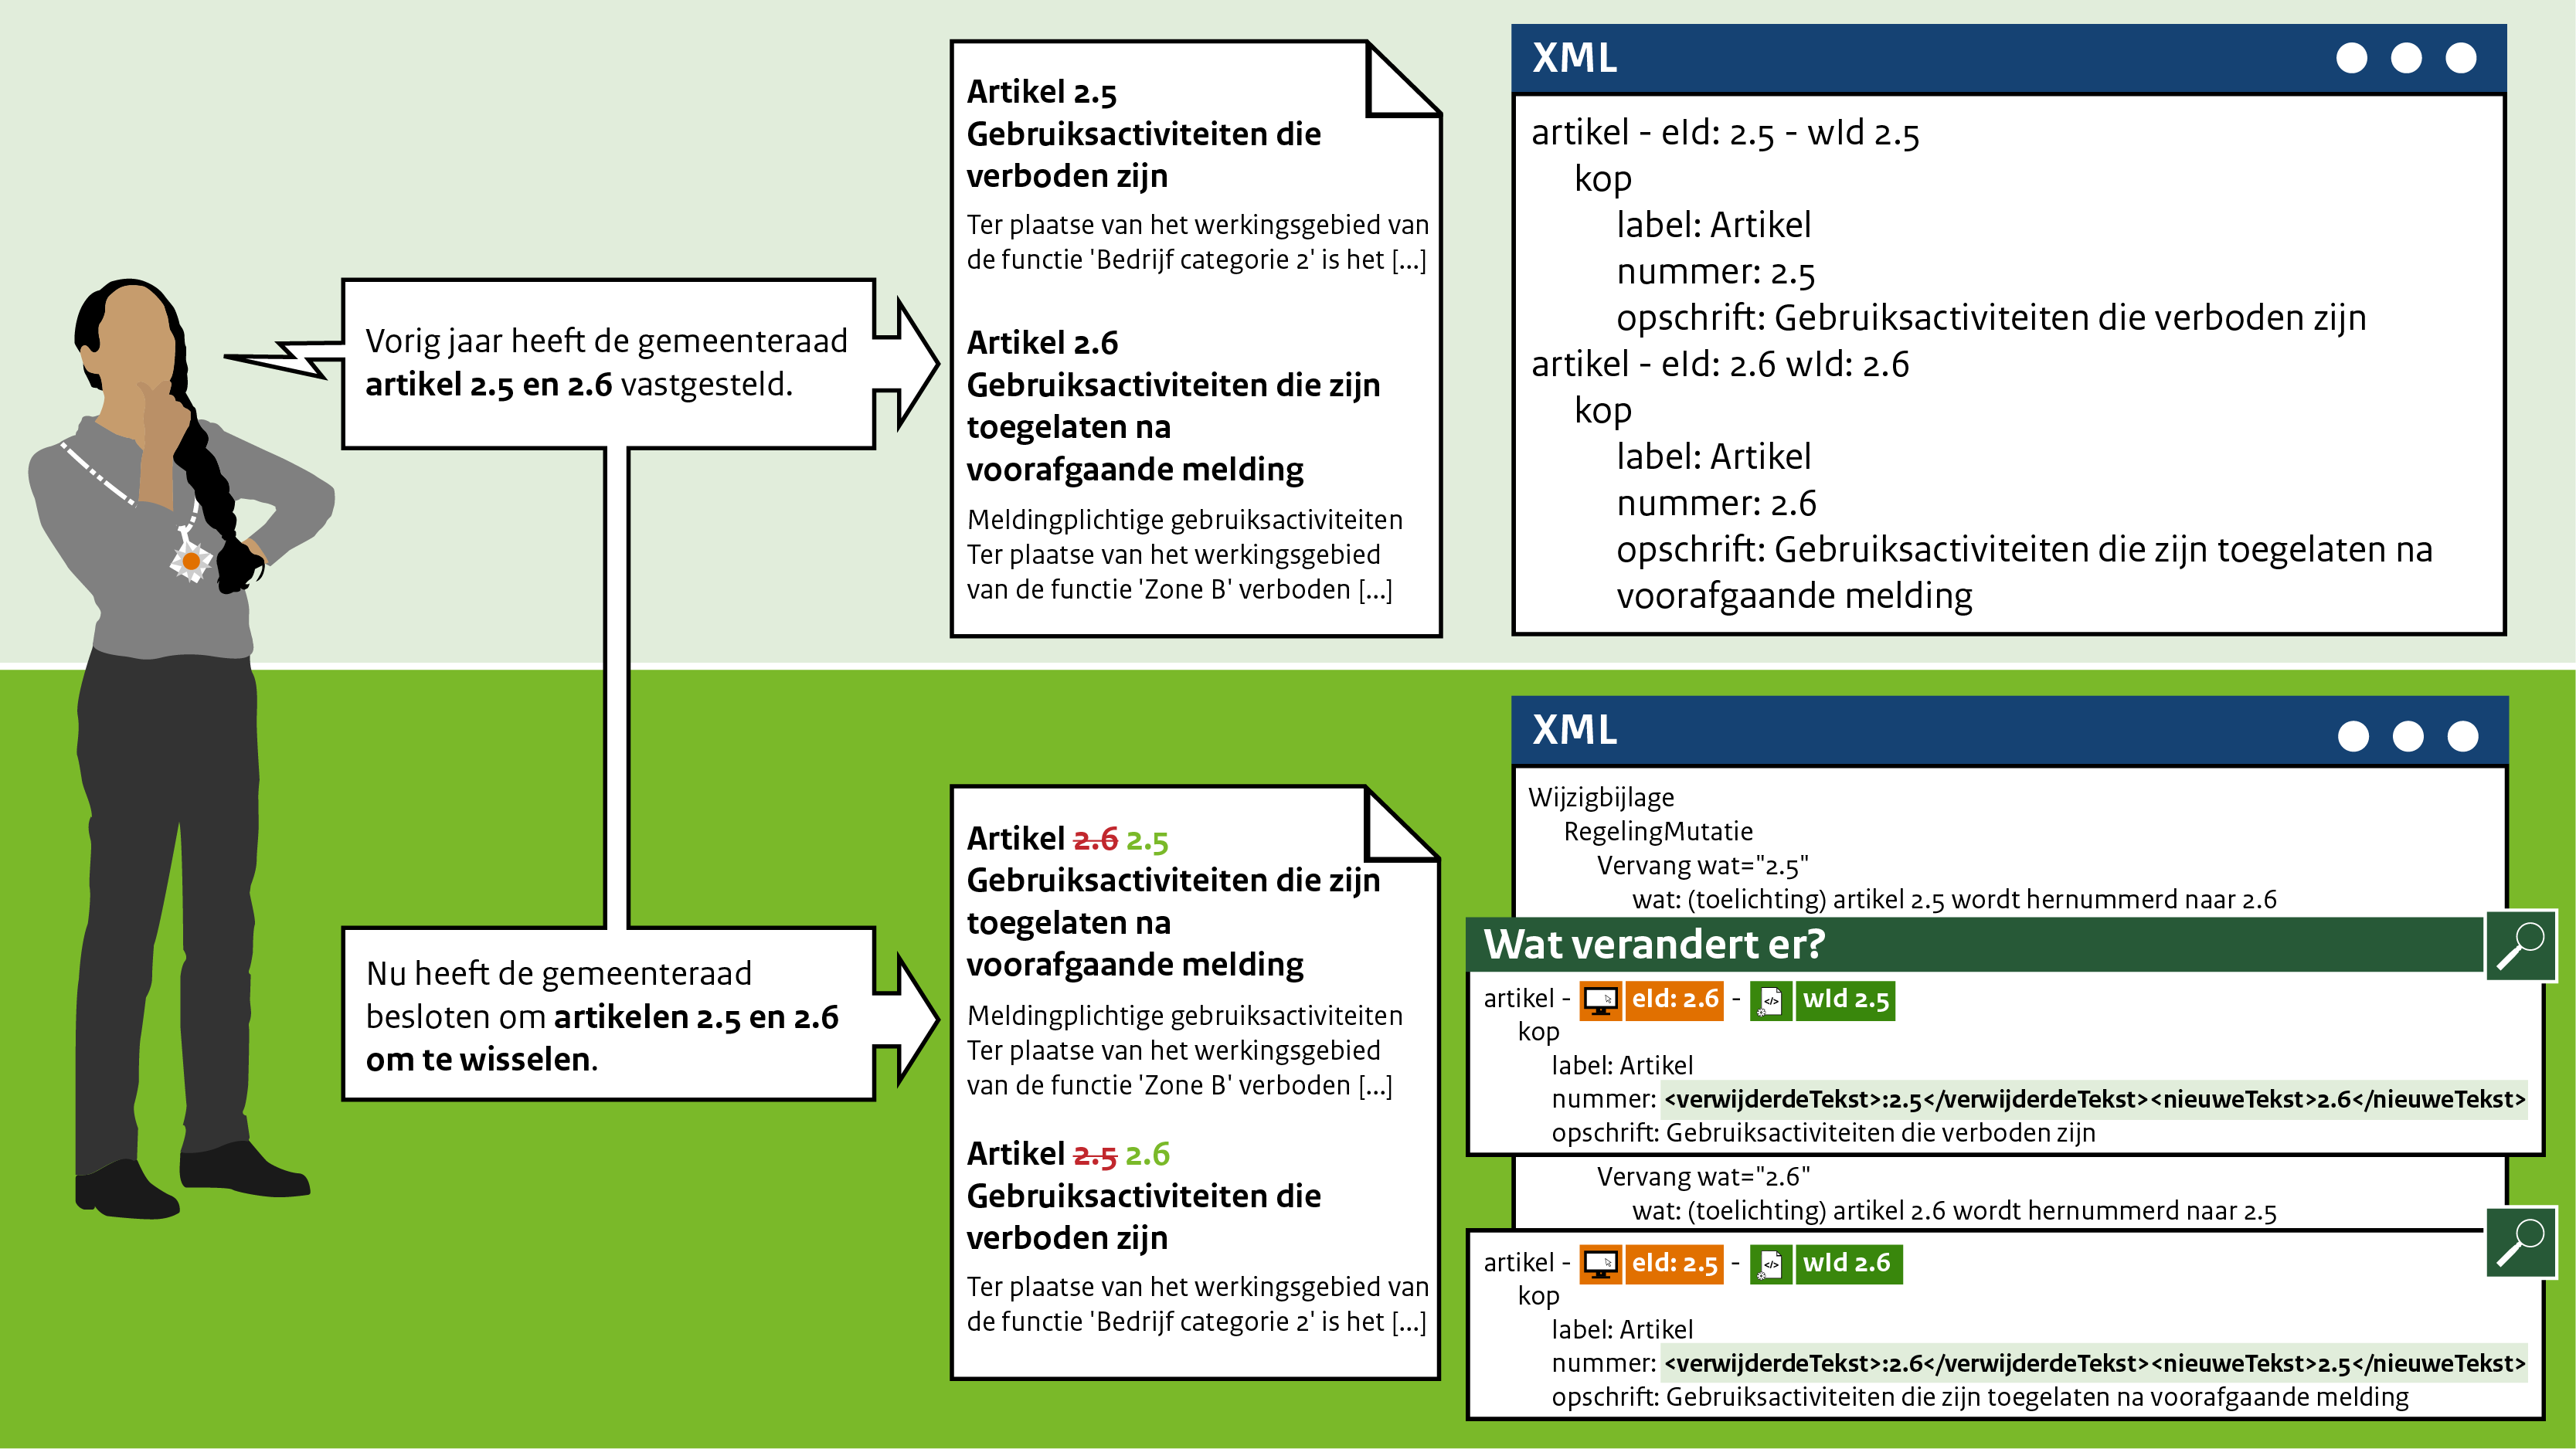 Vorig jaar heeft de gemeenteraad
artikel 2.5 en 2.6 vastgesteld.
Artikel 2.5
Gebruiksactiviteiten die
verboden zijn
Ter plaatse van het werkingsgebied van
de functie 'Bedrijf categorie 2' is het [...]
Artikel 2.6
Gebruiksactiviteiten die zijn
toegelaten na
voorafgaande melding
Meldingplichtige gebruiksactiviteiten
Ter plaatse van het werkingsgebied
van de functie 'Zone B' verboden [...]
XML
artikel - eId: 2.5 - wId 2.5
kop
label: Artikel
nummer: 2.5
opschrift: Gebruiksactiviteiten die verboden zijn
artikel - eId: 2.6 wId: 2.6
kop
label: Artikel
nummer: 2.6
opschrift: Gebruiksactiviteiten die zijn toegelaten na
voorafgaande melding
Nu heeft de gemeenteraad
besloten om artikelen 2.5 en 2.6
om te wisselen.
Artikel 2.6 2.5
Gebruiksactiviteiten die zijn
toegelaten na
voorafgaande melding
Meldingplichtige gebruiksactiviteiten
Ter plaatse van het werkingsgebied
van de functie 'Zone B' verboden [...]
Artikel 2.5 2.6
Gebruiksactiviteiten die
verboden zijn
Ter plaatse van het werkingsgebied van
de functie 'Bedrijf categorie 2' is het [...]
XML
Wijzigbijlage
RegelingMutatie
Vervang wat="2.5"
wat: (toelichting) artikel 2.5 wordt hernummerd naar 2.6
Wat verandert er?
artikel - eId: 2.6 - </> wId 2.5
kop
label: Artikel
nummer: <verwijderdeTekst>:2.5</verwijderdeTekst><nieuweTekst>2.6</nieuweTekst>
opschrift: Gebruiksactiviteiten die verboden zijn
Vervang wat="2.6"
wat: (toelichting) artikel 2.6 wordt hernummerd naar 2.5
artikel - eId: 2.5 - </> wId 2.6
kop
label: Artikel
nummer: <verwijderdeTekst>:2.6</verwijderdeTekst><nieuweTekst>2.5</nieuweTekst>
opschrift: Gebruiksactiviteiten die zijn toegelaten na voorafgaande melding